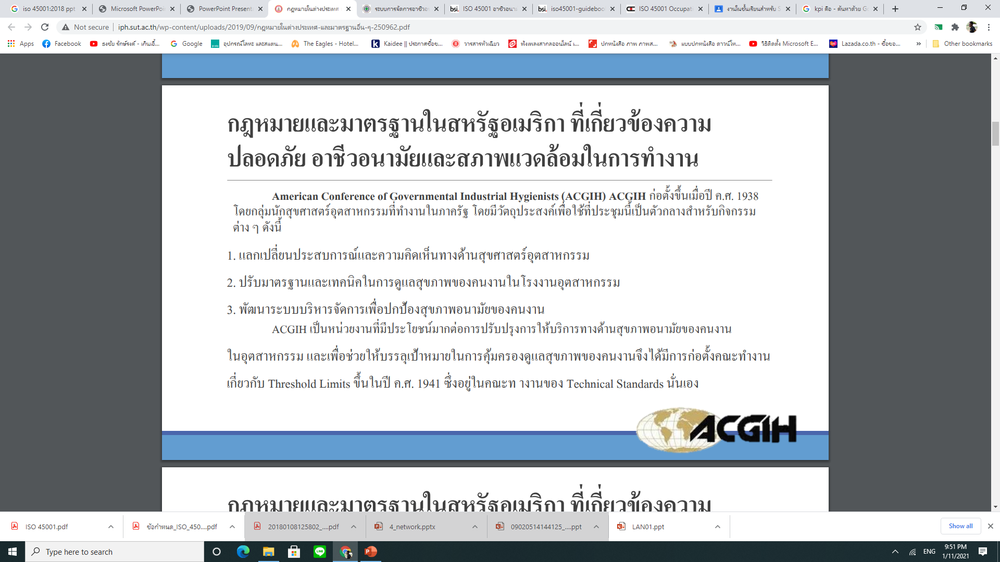 iso 45001:2018 ppt
Microsoft PowerPoi
PowerPoint Present
กฎหมายในต่างประเทศ
ระบบการจัดการอาชีวอ
bsi. ISO 45001 อาชีวอนา
bsi. iso45001-guideboo
ISO 45001 Occupat
งานในชั้นเรียนสำหรับ S
kpi คือ - ค้นหาด้วย Go
Not secure
iph.sut.ac.th/wp-content/uploads/2019/09/กฎหมายในต่างประเทศ-และมาตรฐานอื่น-ๆ-250962.pdf
Apps
Facebook
ธงชัย รักษ์รงค์ - เกินเอื้...
Google
อุปกรณ์โลหะ และสแตน...
The Eagles - Hotel...
Kaidee || ประกาศซื้อข...
วารสารหัวเฉียว
ฟังเพลงสากลออนไลน์ เ...
ปกหนังสือ ภาพ ภาพส...
แบบปกหนังสือ ดาวน์โห...
วิธีติดตั้ง Microsoft E...
Lazada.co.th - ซื้อขอ...
Other bookmarks
กฎหมายและมาตรฐานในสหรัฐอเมริกา ที่เกี่ยวข้องความ
ปลอดภัย อาชีวอนามัยและสภาพแวดล้อมในการทำงาน
American Conference of Governmental Industrial Hygienists (ACGIH) ACGIH ก่อตั้งขึ้นเมื่อปี ค.ศ. 1938
โดยกลุ่มนักสุขศาสตร์อุตสาหกรรมที่ทำงานในภาครัฐ โดยมีวัตถุประสงค์เพื่อใช้ที่ประชุมนี้เป็นตัวกลางสำหรับกิจกรรม
ต่าง ๆ ดังนี้
1. แลกเปลี่ยนประสบการณ์และความคิดเห็นทางด้านสุขศาสตร์อุตสาหกรรม
2. ปรับมาตรฐานและเทคนิคในการดูแลสุขภาพของคนงานในโรงงานอุตสาหกรรม
3. พัฒนาระบบบริหารจัดการเพื่อปกป้องสุขภาพอนามัยของคนงาน
ACGIH เป็นหน่วยงานที่มีประโยชน์มากต่อการปรับปรุงการให้บริการทางด้านสุขภาพอนามัยของคนงาน
ในอุตสาหกรรม และเพื่อช่วยให้บรรลุเป้าหมายในการคุ้มครองดูแลสุขภาพของคนงานจึงได้มีการก่อตั้งคณะทำงาน
เกี่ยวกับ Threshold Limits ขึ้นในปี ค.ศ. 1941 ซึ่งอยู่ในคณะท างานของ Technical Standards นั่นเอง
ACGIH
กฎหมายและมาตรฐานในสหรัฐอเมริกา ที่เกี่ยวข้องความ
ISO 45001.pdf
ข้อกำหนด_ISO_450....pdf
20180108125802_....pdf
4_network.pptx
09020514144125_....ppt
LAN01.ppt
Show all
Type here to search
LINE
ENG
9:51 PM
1/11/2021